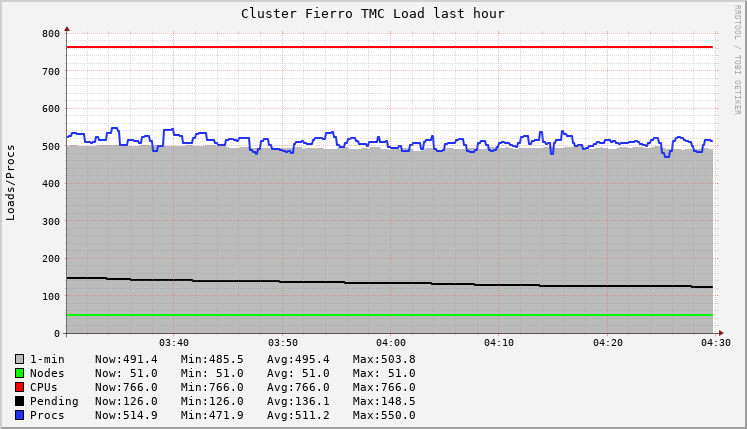 Cluster Fierro TMC Load last hour
RRDTOOL / TOBI OETIKER
Loads/Procs
800
700
600
500
400
300
200
100
0
03:40 03:50 04:00 04:10 04:20 04:30
1-min Now:491.4 Min:485.5 Avg:495.4 Max:503.8
Nodes Now: 51.0 Min: 51.0 Avg: 51.0 Max: 51.0
CPUs Now:766.0 Min:766.0 Avg:766.0 Max:766.0
Pending Now:126.0 Min:126.0 Avg:136.1 Max:148.5
Procs Now:514.9 Min:471.9 Avg:511.2 Max:550.0